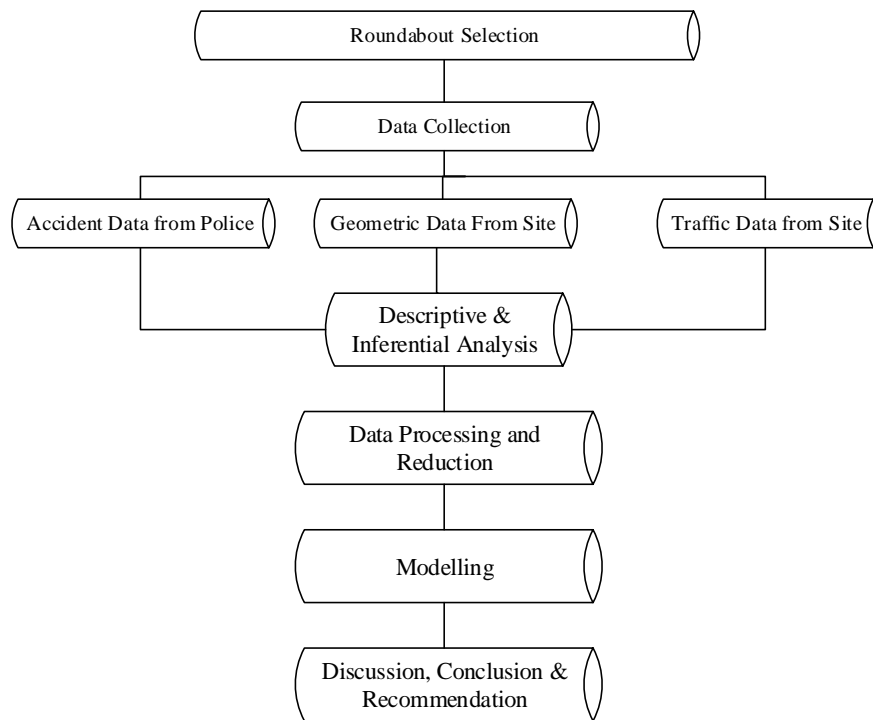 Roundabout Selection
Data Collection
Accident Data from Police
Geometric Data From Site
Traffic Data from Site
Descriptive &
Inferential Analysis
Data Processing and
Reduction
Modelling
Discussion, Conclusion &
Recommendation